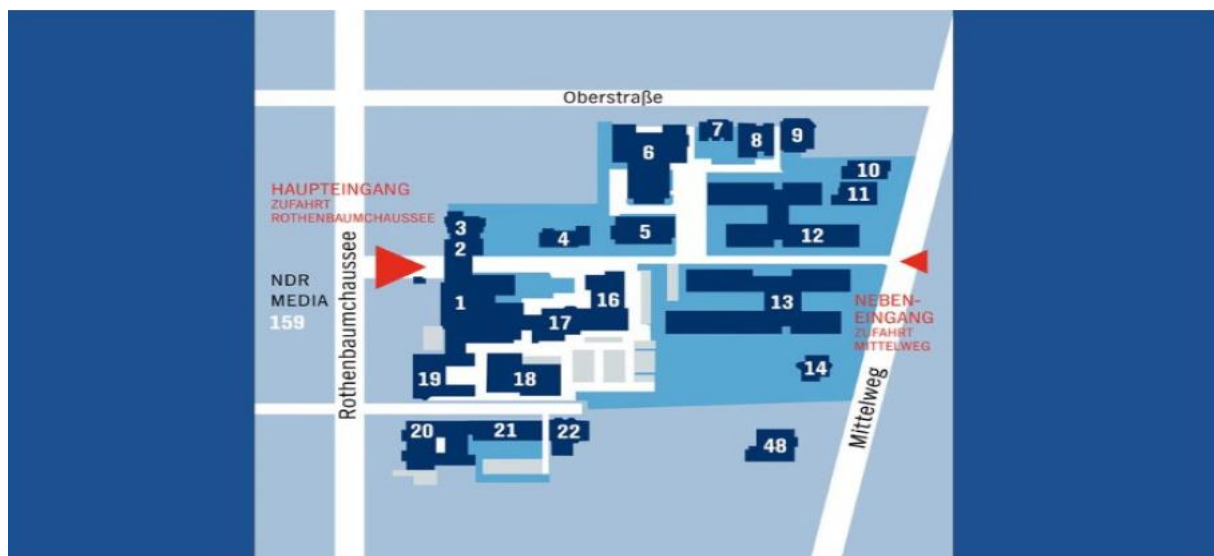 Oberstraße
7
8
9
6
10
11
HAUPTEINGANG
ZUFAHRT
ROTHENBAUMCHAUSSEE
3
2
4
5
12
NDR
MEDIA
159
Rothenbaumchaussee
1
16
17
13
NEBEN-
EINGANG
ZUFAHRT
MITTELWEG
14
19
18
20
21
22
48
Mittelweg